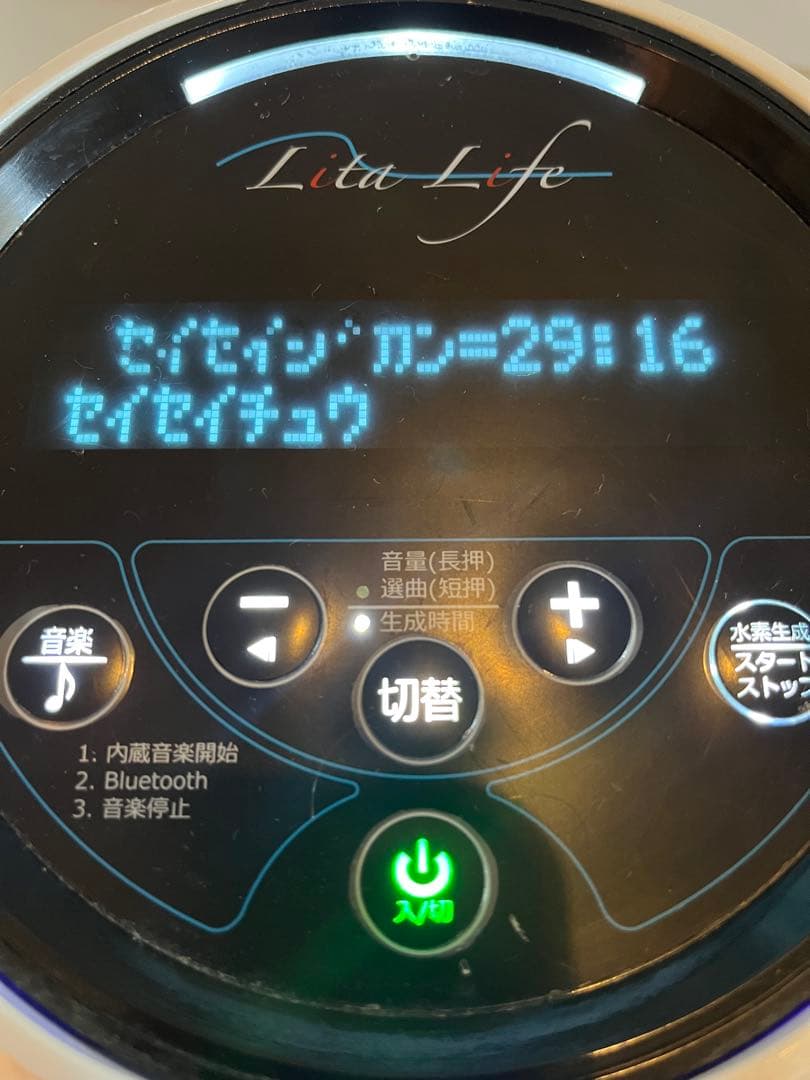 Lita Life
セイセイジカン=29:16
セイセイチュウ
音量(長押)
選曲(短押)
生成時間
音楽
切替
水素生成
スタート
ストップ
1: 内蔵音楽開始
2. Bluetooth
3. 音楽停止
入/切